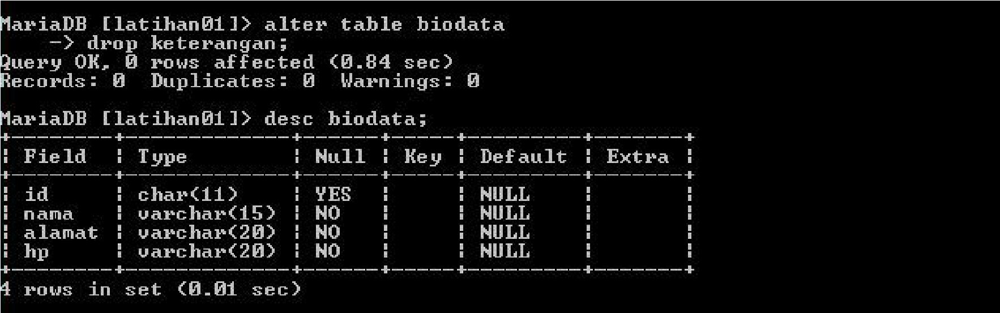 MariaDB [latihan01]> alter table biodata
    -> drop keterangan;
Query OK, 0 rows affected (0.84 sec)
Records: 0  Duplicates: 0  Warnings: 0
MariaDB [latihan01]> desc biodata;
+--------+-------------+------+-----+---------+-------+
| Field  | Type        | Null | Key | Default | Extra |
+--------+-------------+------+-----+---------+-------+
| id     | char(11)    | YES  |     | NULL    |       |
| nama   | varchar(15) | NO   |     | NULL    |       |
| alamat | varchar(20) | NO   |     | NULL    |       |
| hp     | varchar(20) | NO   |     | NULL    |       |
+--------+-------------+------+-----+---------+-------+
4 rows in set (0.01 sec)